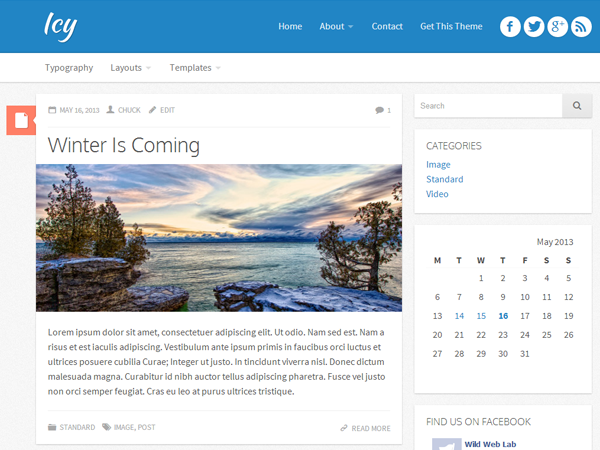 Icy
Home About Contact Get This Theme
Typography Layouts Templates
MAY 16, 2013 CHUCK EDIT 1
Winter Is Coming
Lorem ipsum dolor sit amet, consectetuer adipiscing elit. Ut odio. Nam sed est. Nam a
risus et est iaculis adipiscing. Vestibulum ante ipsum primis in faucibus orci luctus et
ultrices posuere cubilia Curae; Integer ut justo. In tincidunt viverra nisl. Donec dictum
malesuada magna. Curabitur id nibh auctor tellus adipiscing pharetra. Fusce vel justo
non orci semper feugiat. Cras eu leo at purus ultrices tristique.
STANDARD IMAGE, POST READ MORE
Search
CATEGORIES
Image
Standard
Video
May 2013
M T W T F S S
1 2 3 4 5
6 7 8 9 10 11 12
13 14 15 16 17 18 19
20 21 22 23 24 25 26
27 28 29 30 31
FIND US ON FACEBOOK
Wild Web Lab